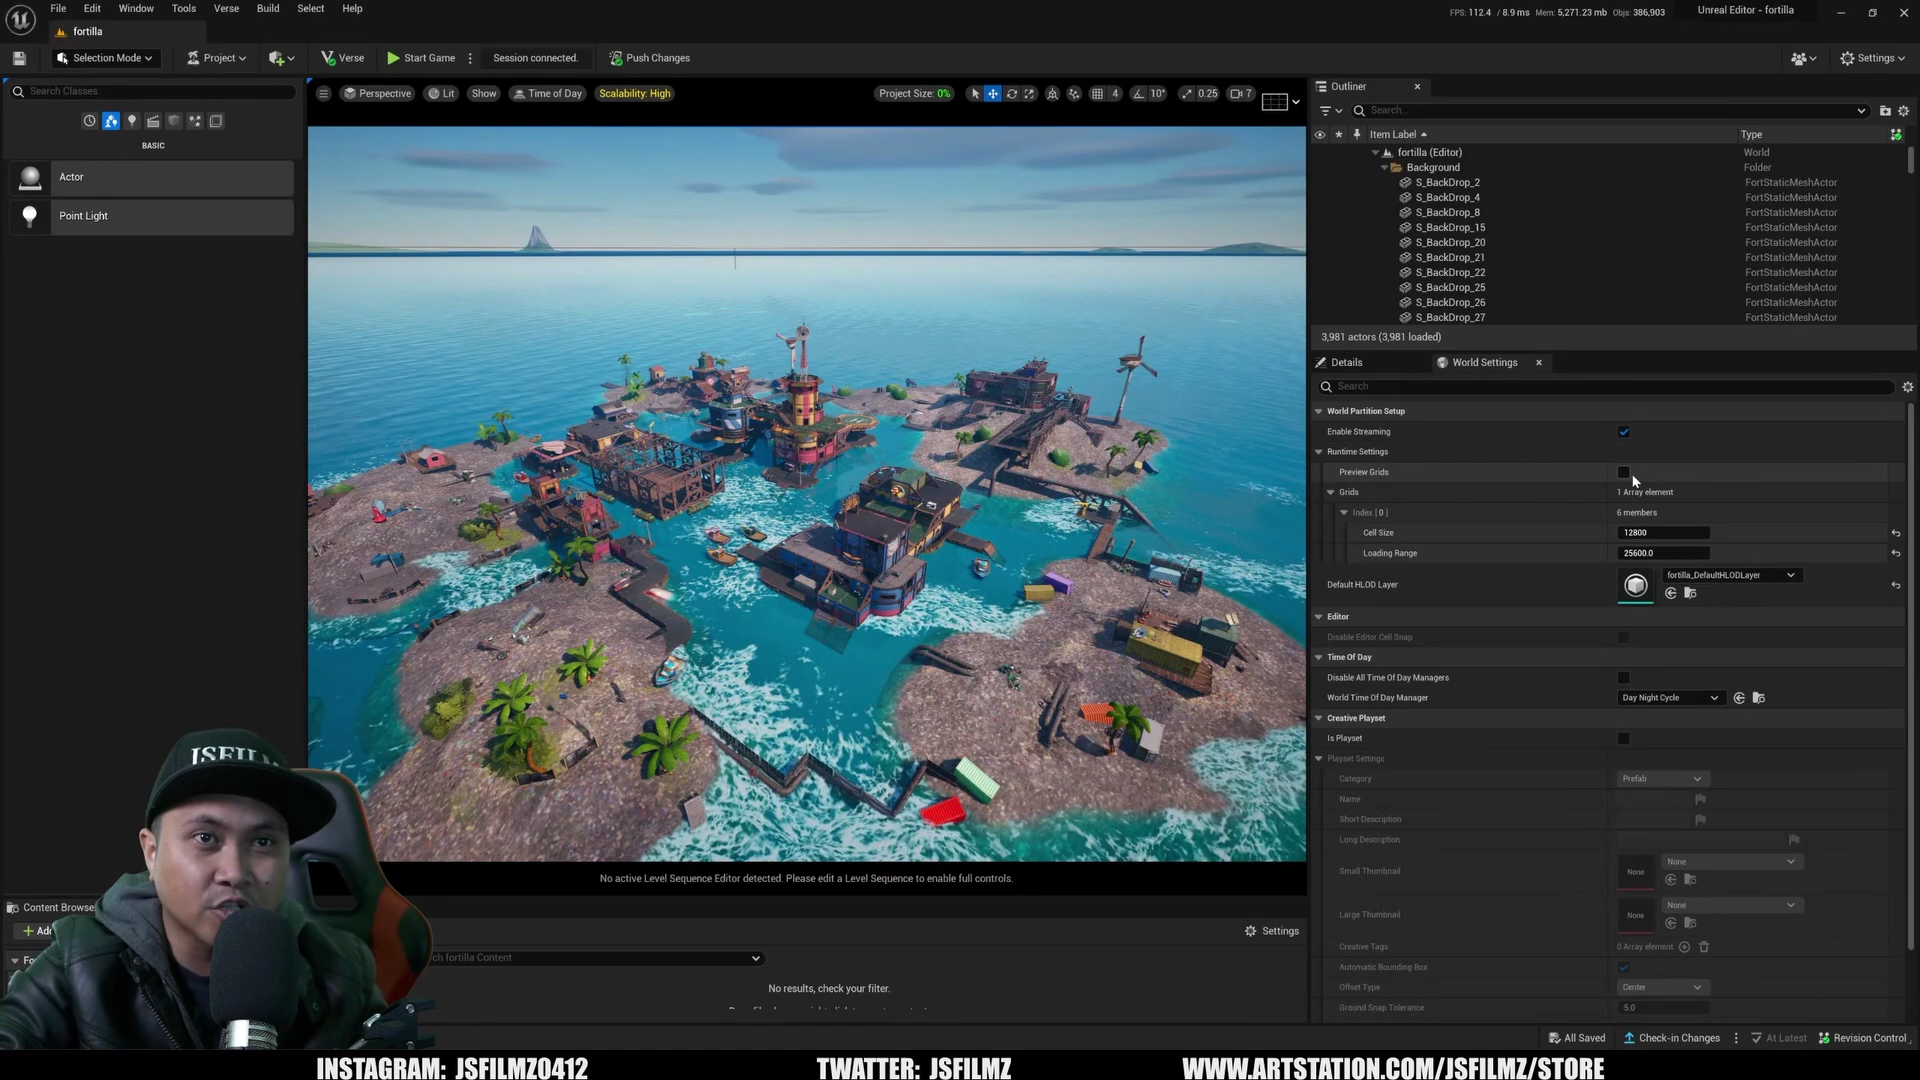 File Edit Window Tools Verse Build Select Help
FPS: 112.4 / 8.9 ms Mem: 5,271.23 mb Objs: 386,903
Unreal Editor - fortilla
fortilla
Selection Mode
Project
Verse
Start Game
Session connected.
Push Changes
Settings
Search Classes
BASIC
Actor
Point Light
Perspective
Lit
Show
Time of Day
Scalability: High
Project Size: 0%
4
10°
0.25
7
Outliner
Search...
Item Label
Type
fortilla (Editor) World
Background Folder
S_BackDrop_2 FortStaticMeshActor
S_BackDrop_4 FortStaticMeshActor
S_BackDrop_8 FortStaticMeshActor
S_BackDrop_15 FortStaticMeshActor
S_BackDrop_20 FortStaticMeshActor
S_BackDrop_21 FortStaticMeshActor
S_BackDrop_22 FortStaticMeshActor
S_BackDrop_25 FortStaticMeshActor
S_BackDrop_26 FortStaticMeshActor
S_BackDrop_27 FortStaticMeshActor
3,981 actors (3,981 loaded)
Details
World Settings
Search
World Partition Setup
Enable Streaming
Runtime Settings
Preview Grids
Grids 1 Array element
Index [ 0 ] 6 members
Cell Size 12800
Loading Range 25600.0
Default HLOD Layer fortilla_DefaultHLODLayer
Editor
Disable Editor Cell Snap
Time Of Day
Disable All Time Of Day Managers
World Time Of Day Manager Day Night Cycle
Creative Playset
Is Playset
Playset Settings
Category Prefab
Name
Short Description
Long Description
Small Thumbnail None None
Large Thumbnail None None
Creative Tags 0 Array element
Automatic Bounding Box
Offset Type Center
Ground Snap Tolerance 5.0
No active Level Sequence Editor detected. Please edit a Level Sequence to enable full controls.
Content Browse
Add
Settings
Fo
ch fortilla Content
No results, check your filter.
JSFILM
All Saved
Check-in Changes
At Latest
Revision Control
INSTAGRAM: JSFILMZ0412
TWATTER: JSFILMZ
WWW.ARTSTATION.COM/JSFILMZ/STORE